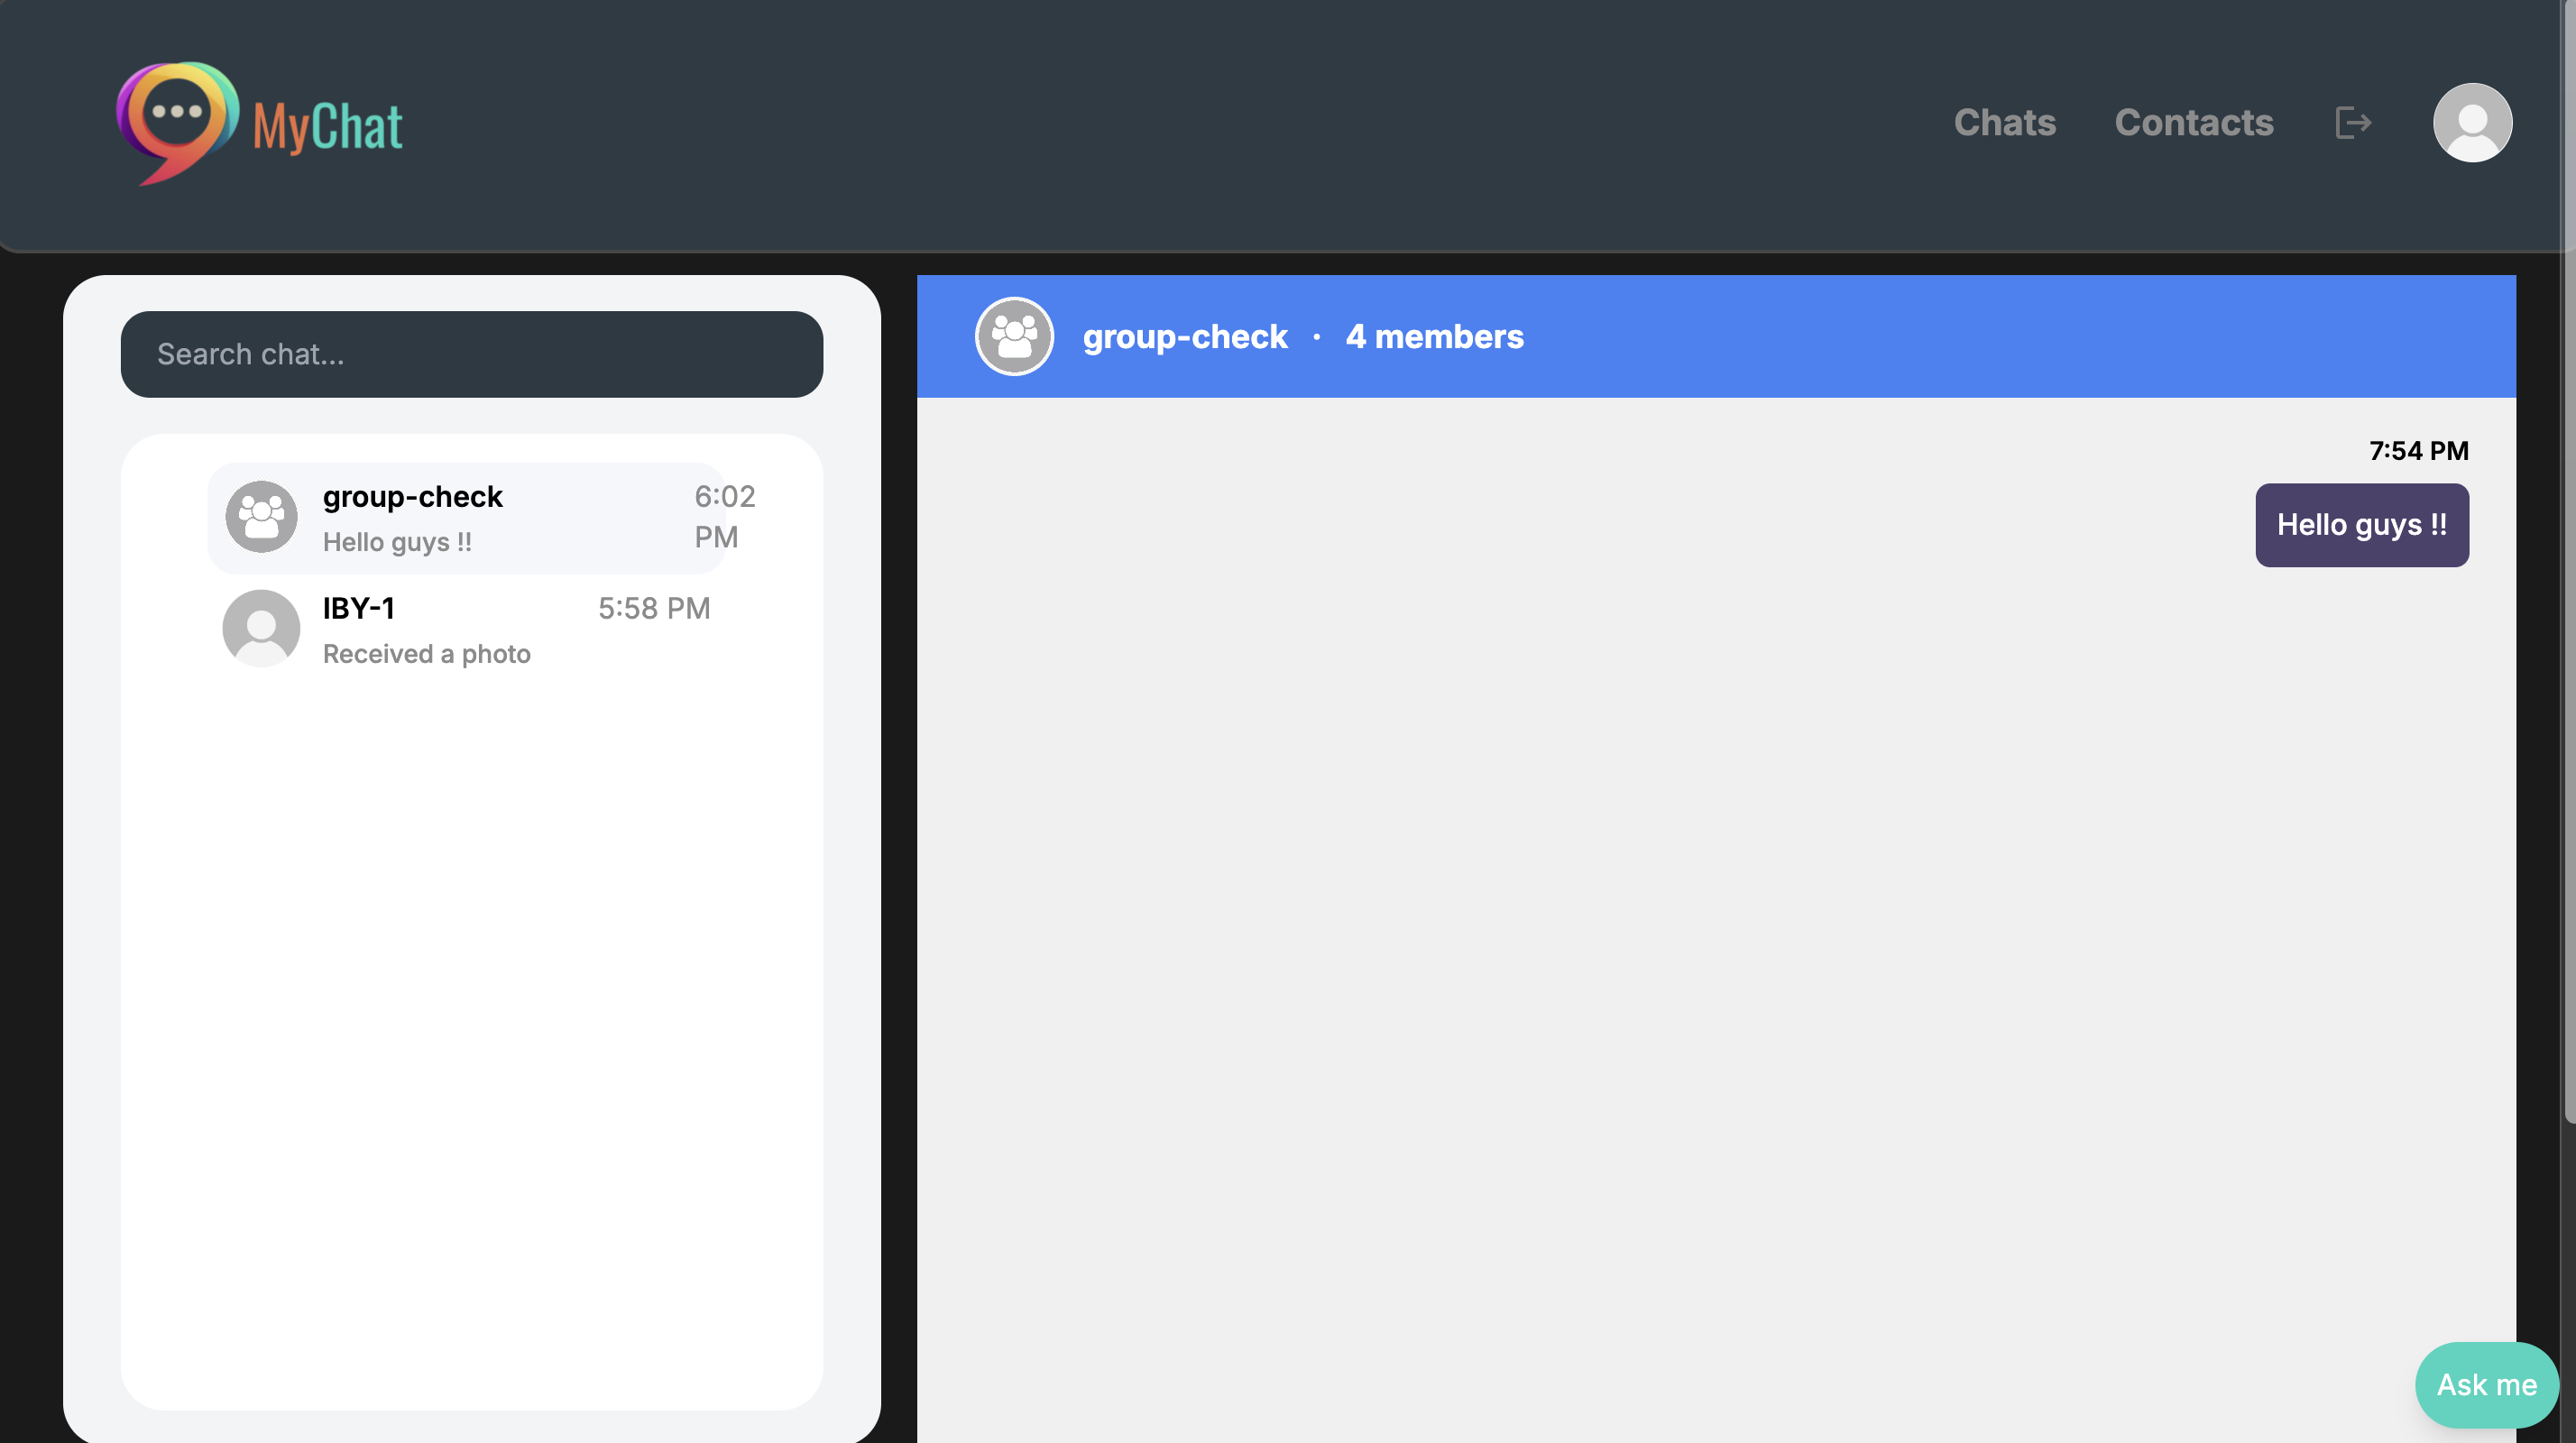 MyChat
Chats Contacts
Search chat...
group-check 6:02 PM
Hello guys !!
IBY-1 5:58 PM
Received a photo
group-check · 4 members
7:54 PM
Hello guys !!
Ask me